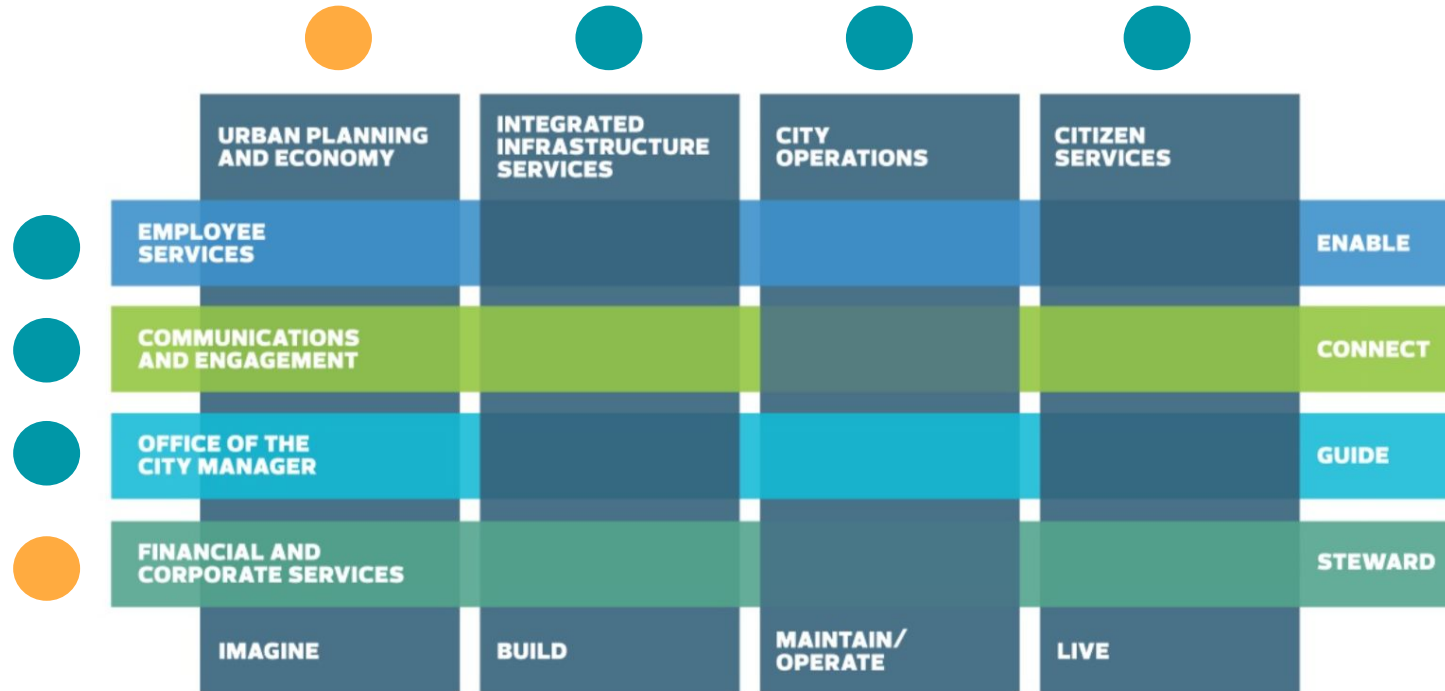 URBAN PLANNING
AND ECONOMY
INTEGRATED
INFRASTRUCTURE
SERVICES
CITY
OPERATIONS
CITIZEN
SERVICES
EMPLOYEE
SERVICES
ENABLE
COMMUNICATIONS
AND ENGAGEMENT
CONNECT
OFFICE OF THE
CITY MANAGER
GUIDE
FINANCIAL AND
CORPORATE SERVICES
STEWARD
IMAGINE
BUILD
MAINTAIN/
OPERATE
LIVE